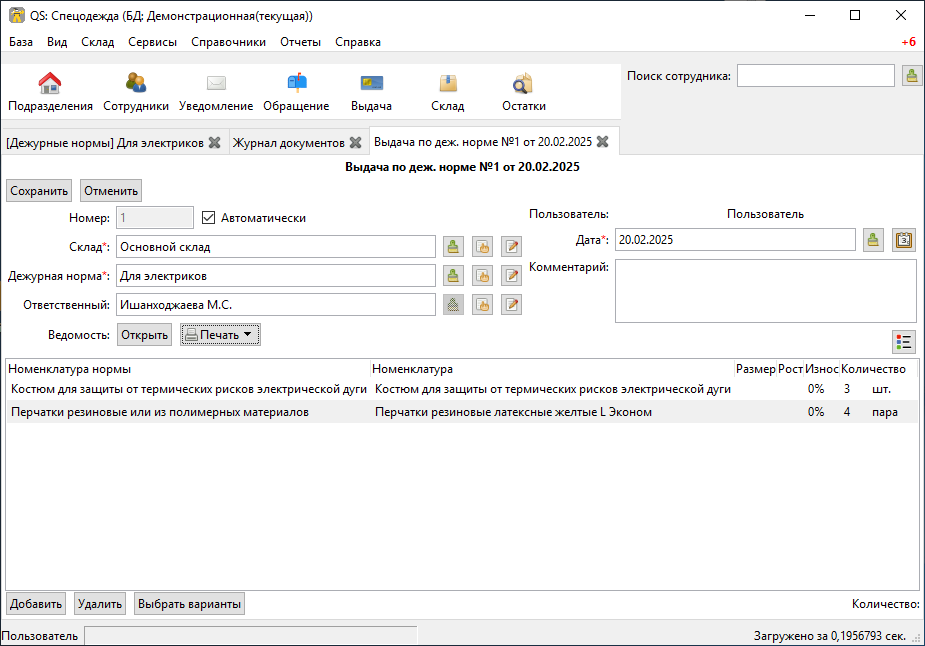 QS: Спецодежда (БД: Демонстрационная(текущая))
База Вид Склад Сервисы Справочники Отчеты Справка +6
Подразделения Сотрудники Уведомление Обращение Выдача Склад Остатки Поиск сотрудника:
[Дежурные нормы] Для электриков Журнал документов Выдача по деж. норме №1 от 20.02.2025
Выдача по деж. норме №1 от 20.02.2025
Сохранить Отменить
Номер: 1 Автоматически Пользователь: Пользователь
Склад*: Основной склад Дата*: 20.02.2025
Дежурная норма*: Для электриков Комментарий:
Ответственный: Ишанходжаева М.С.
Ведомость: Открыть Печать
Номенклатура нормы Номенклатура Размер Рост Износ Количество
Костюм для защиты от термических рисков электрической дуги Костюм для защиты от термических рисков электрической дуги 0% 3 шт.
Перчатки резиновые или из полимерных материалов Перчатки резиновые латексные желтые L Эконом 0% 4 пара
Добавить Удалить Выбрать варианты Количество:
Пользователь Загружено за 0,1956793 сек.